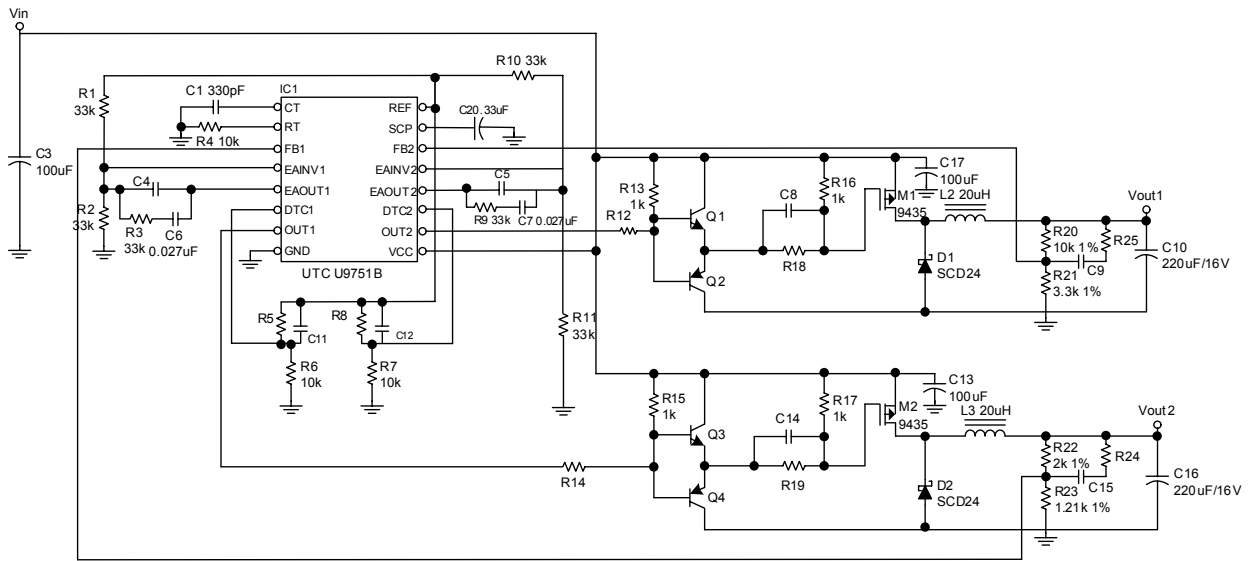 Vin
C3
100uF
R1
33k
C1 330pF
R4 10k
IC1
CT
RT
FB1
EAINV1
EAOUT1
DTC1
OUT1
GND
REF
SCP
FB2
EAINV2
EAOUT2
DTC2
OUT2
VCC
UTC U9751B
R10 33k
C20.33uF
C4
R2
33k
R3
33k
C6
0.027uF
C5
R9 33k
C7 0.027uF
R5
C11
R6
10k
R8
C12
R7
10k
R11
33k
R13
1k
R12
Q1
Q2
C8
R18
R16
1k
M1
9435
C17
100uF
L2 20uH
D1
SCD24
R20
10k 1%
R21
3.3k 1%
C9
R25
Vout1
C10
220uF/16V
R14
R15
1k
Q3
Q4
C14
R19
R17
1k
M2
9435
C13
100uF
L3 20uH
D2
SCD24
R22
2k 1%
R23
1.21k 1%
C15
R24
Vout2
C16
220uF/16V